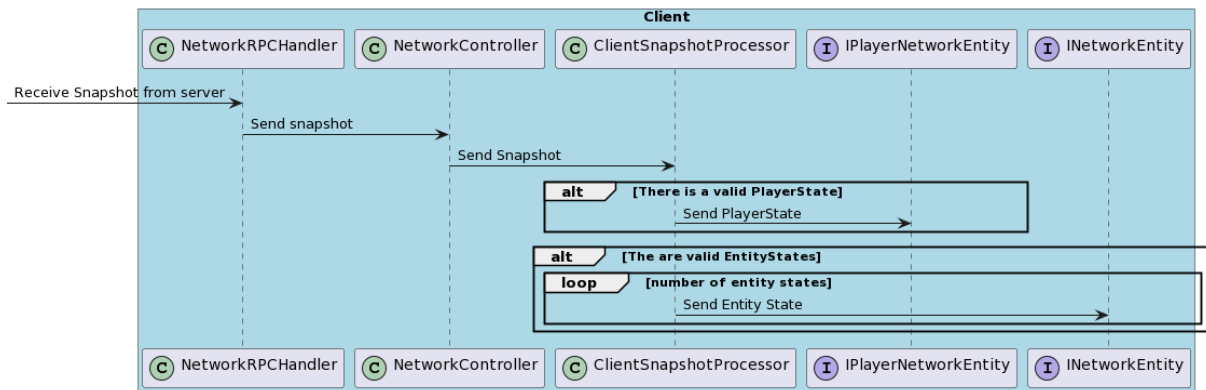 Client
C NetworkRPCHandler C NetworkController C ClientSnapshotProcessor I IPlayerNetworkEntity I INetworkEntity
Receive Snapshot from server
Send snapshot
Send Snapshot
alt [There is a valid PlayerState]
Send PlayerState
alt [The are valid EntityStates]
loop [number of entity states]
Send Entity State
C NetworkRPCHandler C NetworkController C ClientSnapshotProcessor I IPlayerNetworkEntity I INetworkEntity